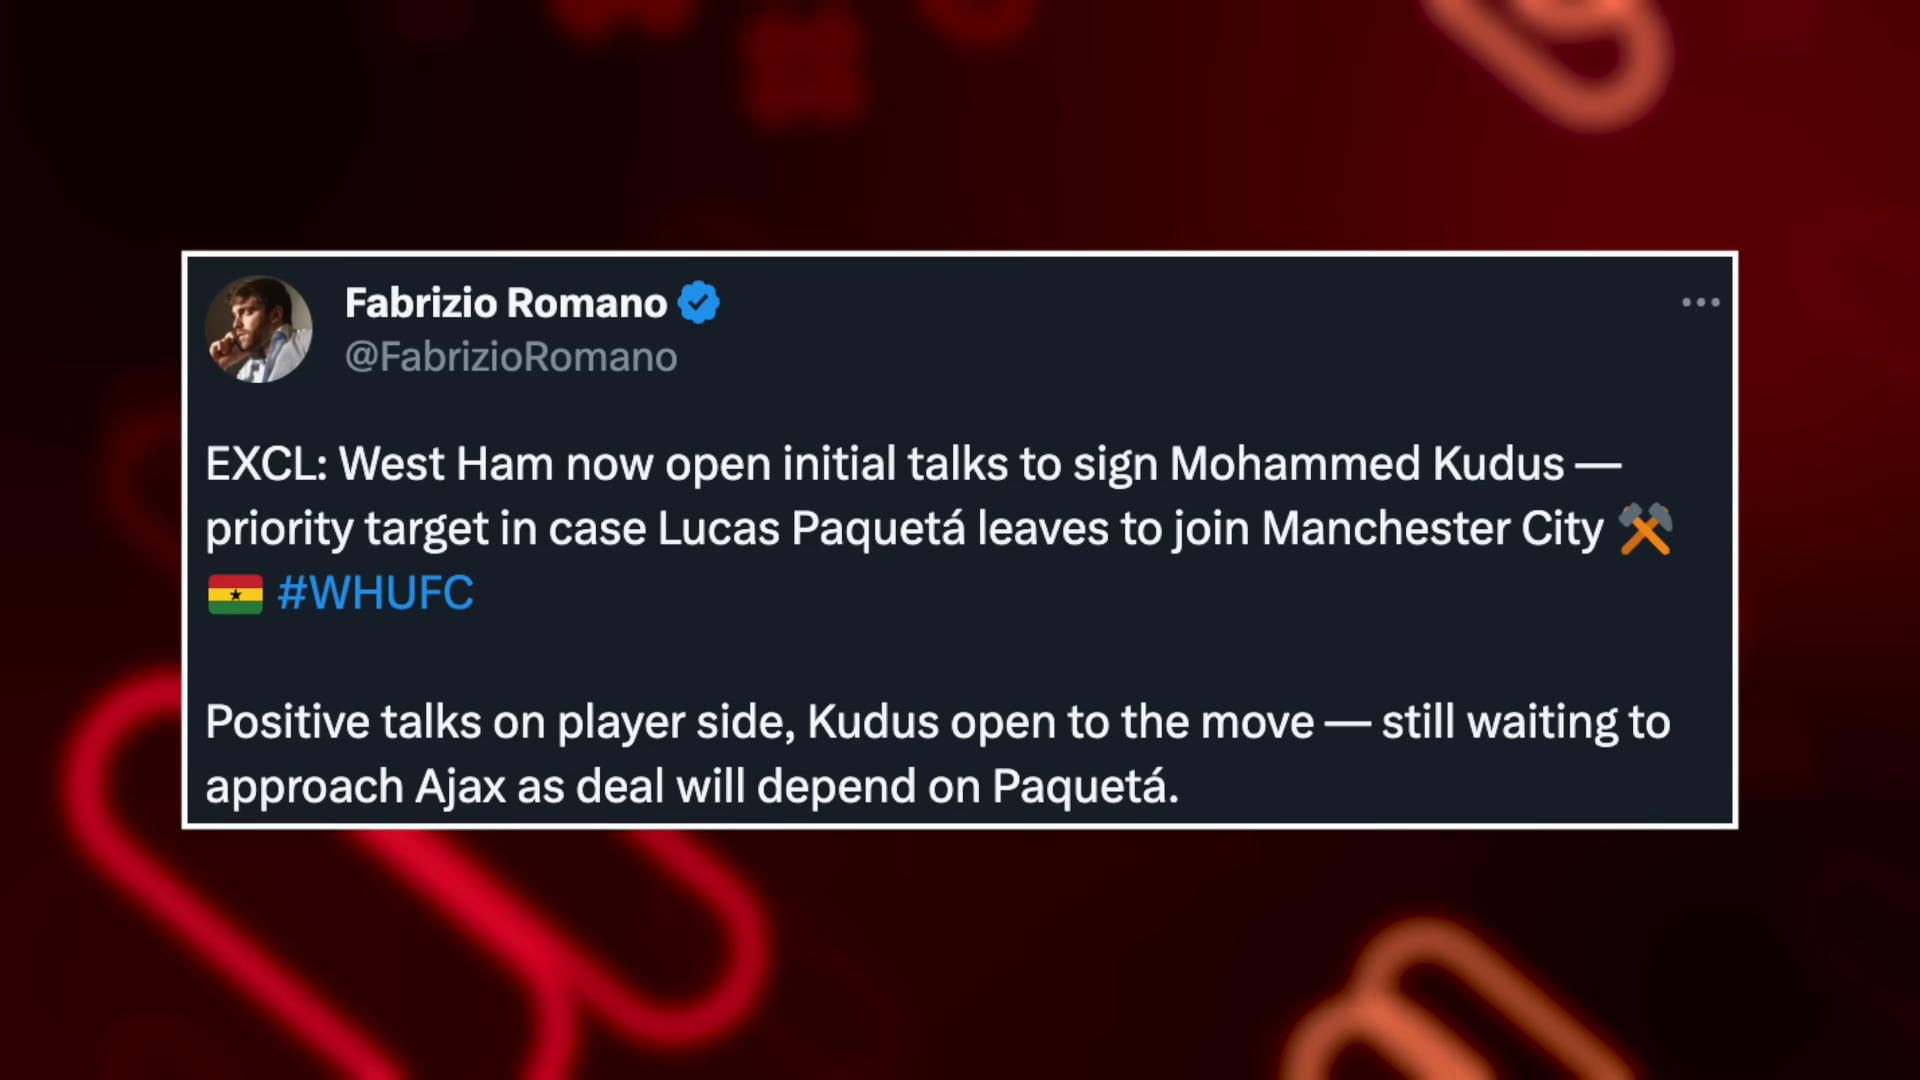 Fabrizio Romano
@FabrizioRomano
EXCL: West Ham now open initial talks to sign Mohammed Kudus —
priority target in case Lucas Paquetá leaves to join Manchester City ⚒️
🇬🇭 #WHUFC
Positive talks on player side, Kudus open to the move — still waiting to
approach Ajax as deal will depend on Paquetá.